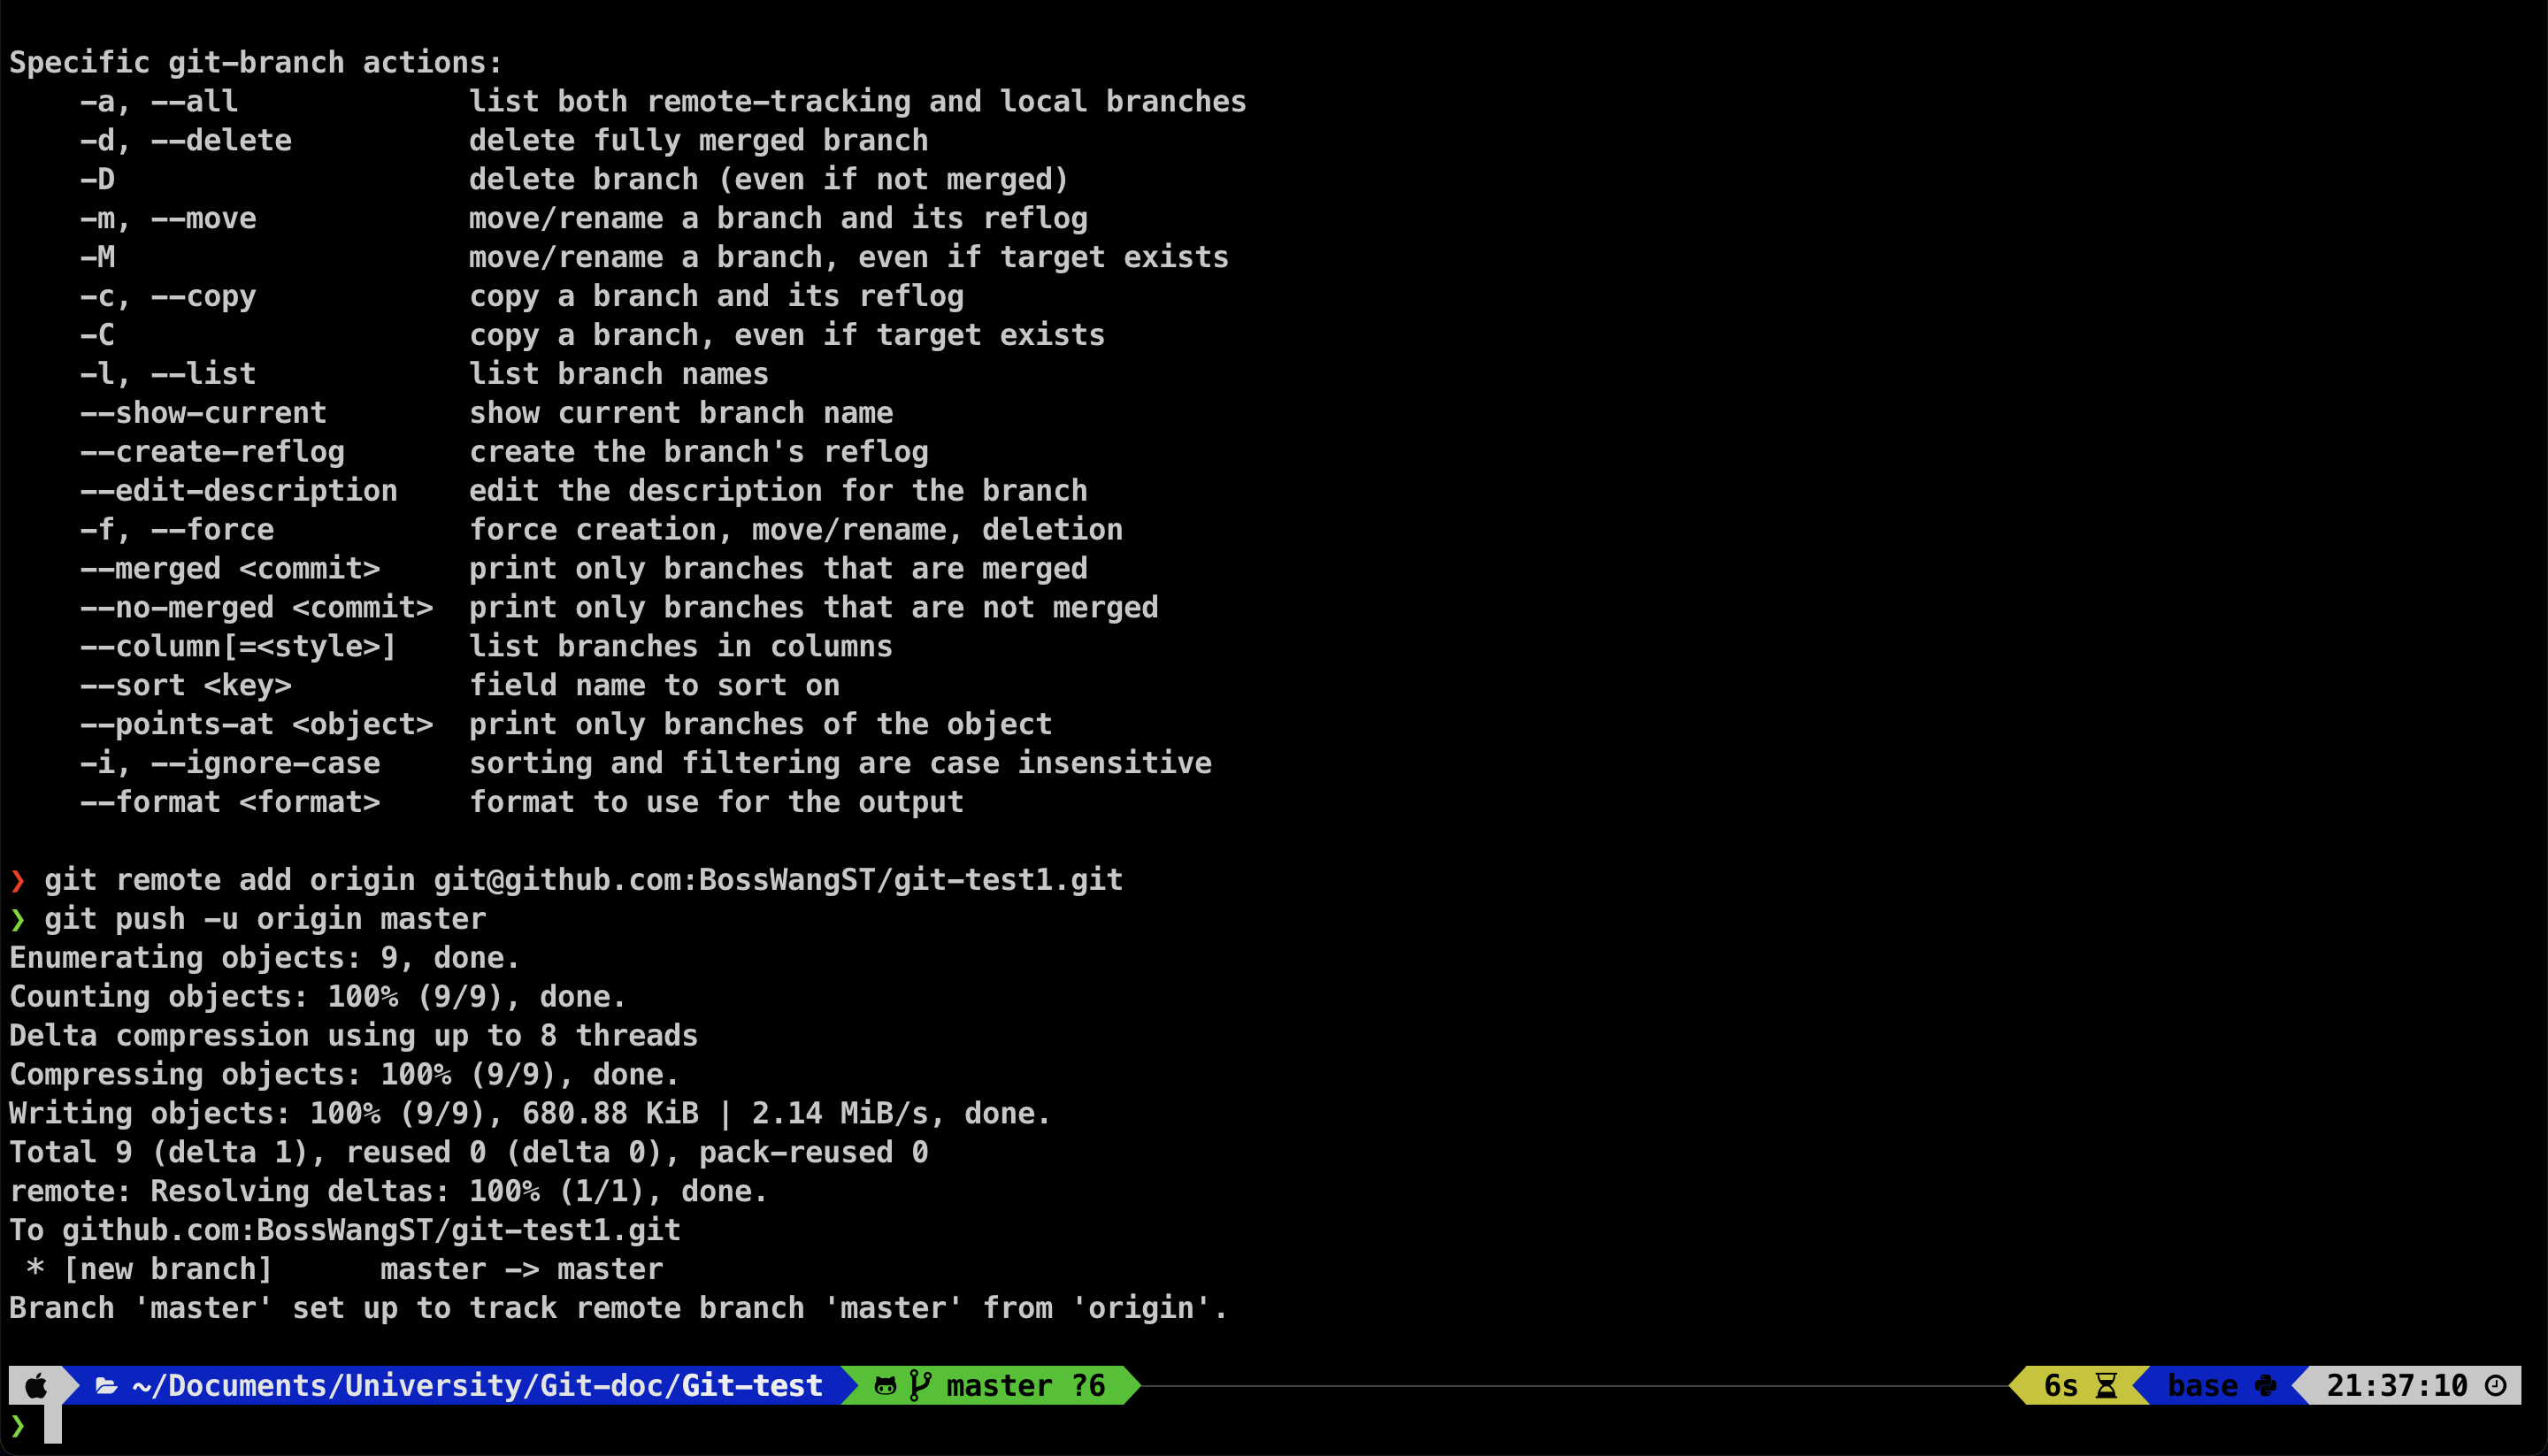 Specific git-branch actions:
    -a, --all             list both remote-tracking and local branches
    -d, --delete          delete fully merged branch
    -D                    delete branch (even if not merged)
    -m, --move            move/rename a branch and its reflog
    -M                    move/rename a branch, even if target exists
    -c, --copy            copy a branch and its reflog
    -C                    copy a branch, even if target exists
    -l, --list            list branch names
    --show-current        show current branch name
    --create-reflog       create the branch's reflog
    --edit-description    edit the description for the branch
    -f, --force           force creation, move/rename, deletion
    --merged <commit>     print only branches that are merged
    --no-merged <commit>  print only branches that are not merged
    --column[=<style>]    list branches in columns
    --sort <key>          field name to sort on
    --points-at <object>  print only branches of the object
    -i, --ignore-case     sorting and filtering are case insensitive
    --format <format>     format to use for the output
❯ git remote add origin git@github.com:BossWangST/git-test1.git
❯ git push -u origin master
Enumerating objects: 9, done.
Counting objects: 100% (9/9), done.
Delta compression using up to 8 threads
Compressing objects: 100% (9/9), done.
Writing objects: 100% (9/9), 680.88 KiB | 2.14 MiB/s, done.
Total 9 (delta 1), reused 0 (delta 0), pack-reused 0
remote: Resolving deltas: 100% (1/1), done.
To github.com:BossWangST/git-test1.git
 * [new branch]      master -> master
Branch 'master' set up to track remote branch 'master' from 'origin'.
~/Documents/University/Git-doc/Git-test master ?6 6s base 21:37:10
❯